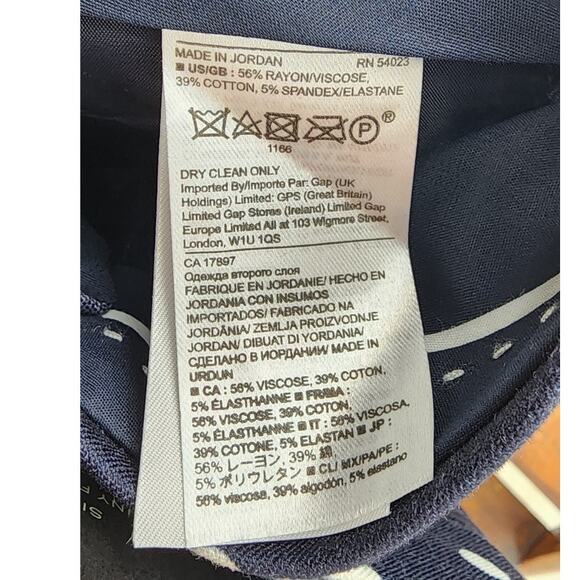 MADE IN JORDAN RN 54023
■ US/GB : 56% RAYON/VISCOSE,
39% COTTON, 5% SPANDEX/ELASTANE
P ®
1166
DRY CLEAN ONLY
Imported By/Importe Par: Gap (UK
Holdings) Limited: GPS (Great Britain)
Limited Gap Stores (Ireland) Limited Gap
Europe Limited All at 103 Wigmore Street,
London, W1U 1QS
CA 17897
Одежда второго слоя
FABRIQUÉ EN JORDANIE/ HECHO EN
JORDANIA CON INSUMOS
IMPORTADOS/ FABRICADO NA
JORDÂNIA/ ZEMLJA PROIZVODNJE
JORDAN/ DIBUAT DI YORDANIA/
СДЕЛАНО В ИОРДАНИИ/ MADE IN
URDUN
■ CA : 56% VISCOSE, 39% COTON,
5% ÉLASTHANNE ■ FR/MA :
56% VISCOSE, 39% COTON,
5% ÉLASTHANNE ■ IT : 56% VISCOSA,
39% COTONE, 5% ELASTAN ■ JP :
56% レーヨン, 39% 綿,
5% ポリウレタン ■ CL/ MX/PA/PE :
56% viscosa, 39% algodón, 5% elastano